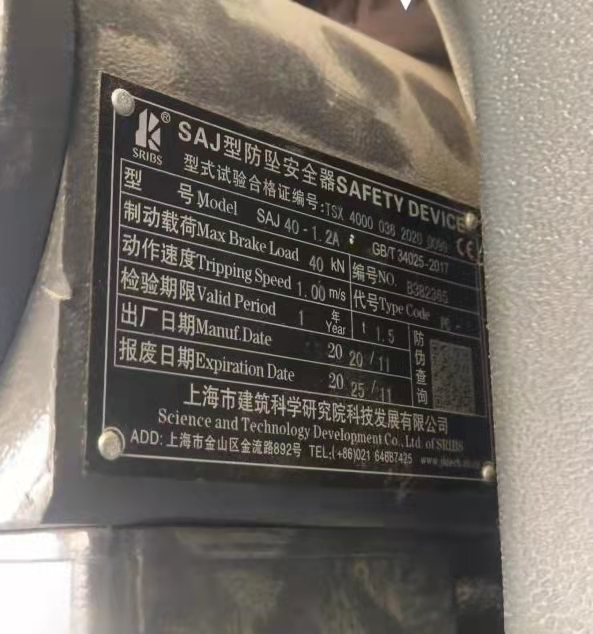 ® SAJ型防坠安全器SAFETY DEVICE
SRIBS
型式试验合格证编号:TSX 4000 036 2020 0099
型 号Model SAJ 40-1.2A GB/T 34025-2017 CE
制动载荷Max Brake Load 40 kN 编号NO. B382365
动作速度Tripping Speed 1.00 m/s 代号Type Code
检验期限Valid Period 1 年 Year t 1.5 防伪查询
出厂日期Manuf.Date 20 20/11
报废日期Expiration Date 20 25/11
上海市建筑科学研究院科技发展有限公司
Science and Technology Development Co., Ltd. of SRIBS
ADD: 上海市金山区金流路892号 TEL:(+86)021 64687425